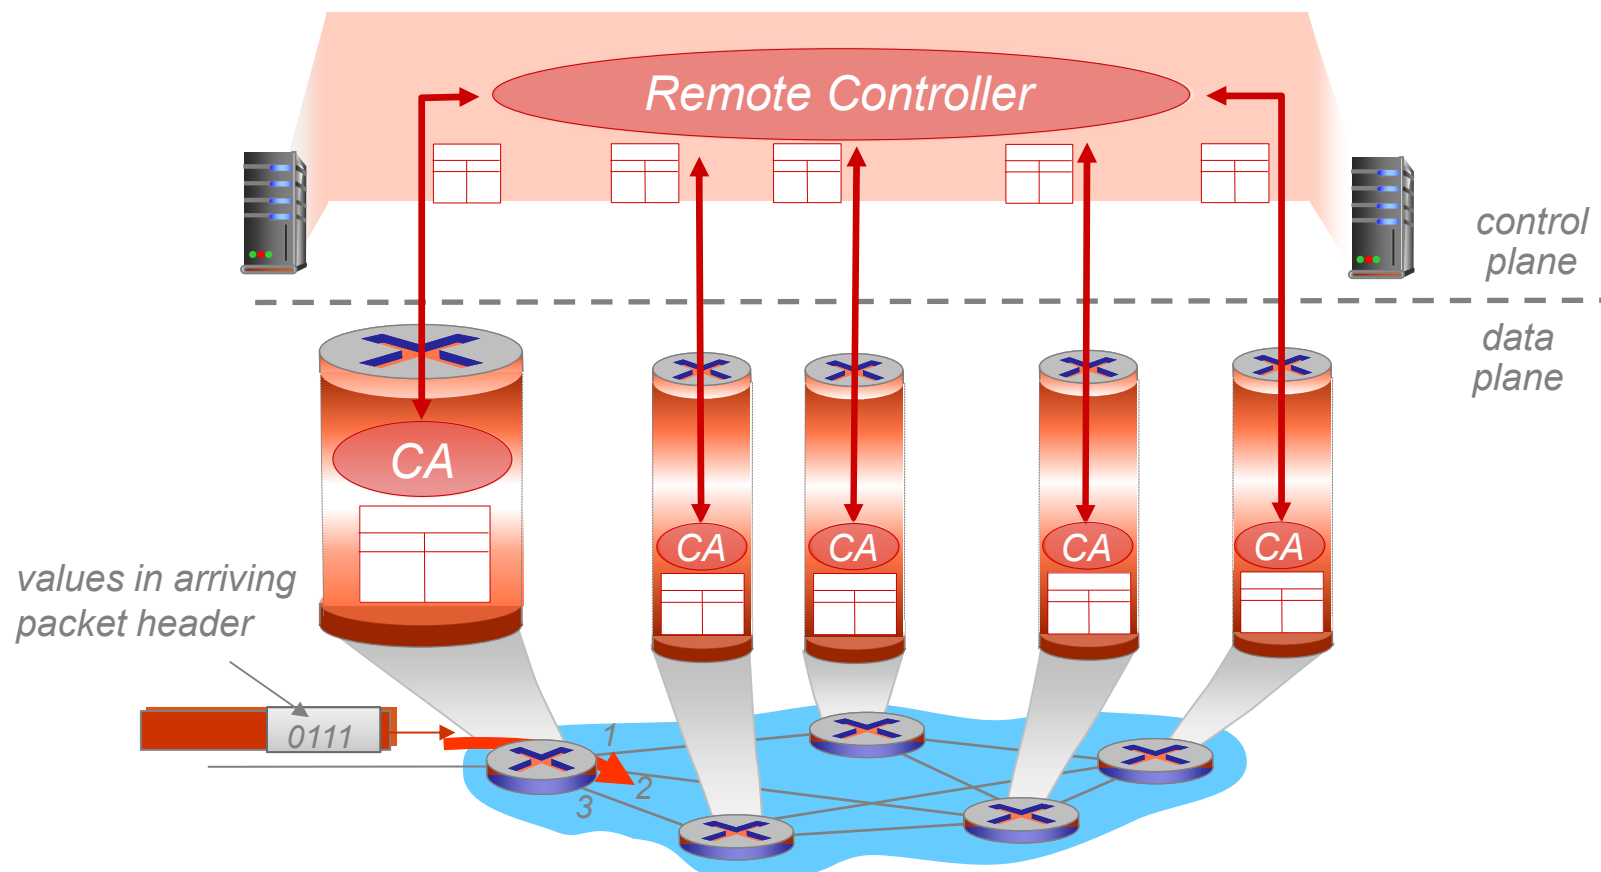 Remote Controller
control
plane
data
plane
CA
CA
CA
CA
CA
values in arriving
packet header
0111
1
2
3